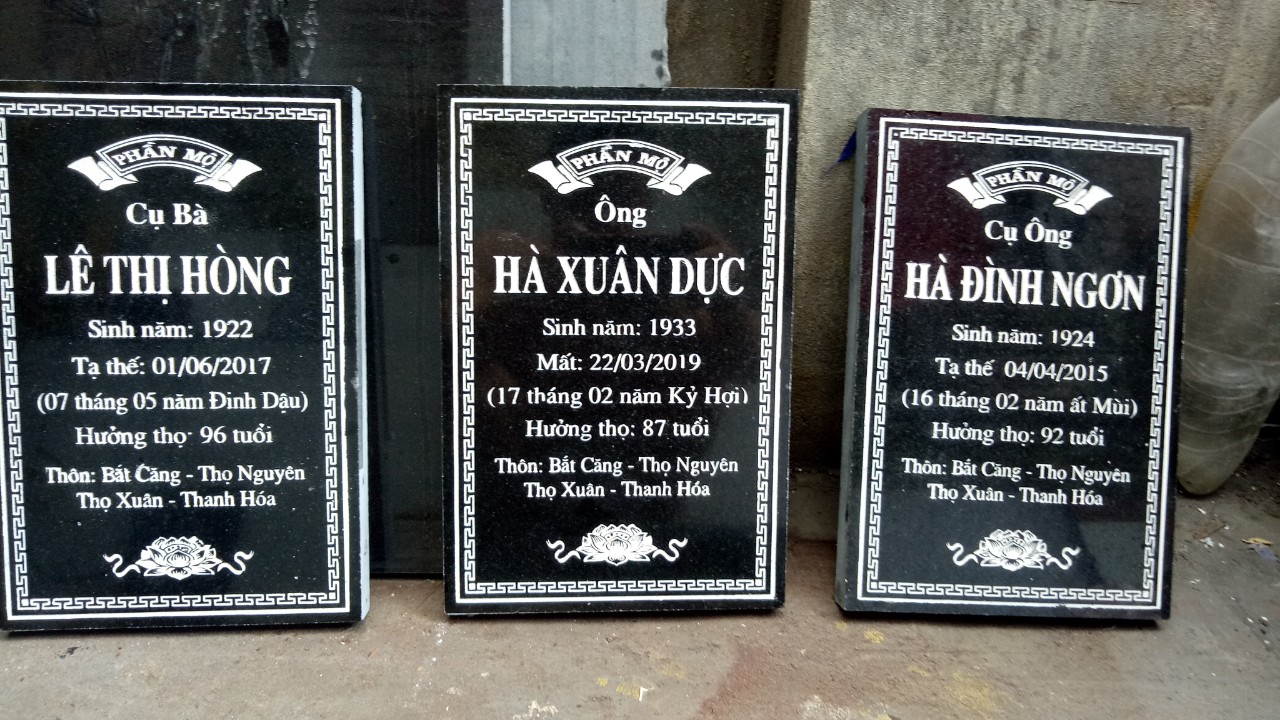 PHẦN MỘ
Cụ Bà
LÊ THỊ HÒNG
Sinh năm: 1922
Tạ thế: 01/06/2017
(07 tháng 05 năm Đinh Dậu)
Hưởng thọ: 96 tuổi
Thôn: Bắt Căng - Thọ Nguyên
Thọ Xuân - Thanh Hóa
PHẦN MỘ
Ông
HÀ XUÂN DỰC
Sinh năm: 1933
Mất: 22/03/2019
(17 tháng 02 năm Kỷ Hợi)
Hưởng thọ: 87 tuổi
Thôn: Bắt Căng - Thọ Nguyên
Thọ Xuân - Thanh Hóa
PHẦN MỘ
Cụ Ông
HÀ ĐÌNH NGƠN
Sinh năm: 1924
Tạ thế 04/04/2015
(16 tháng 02 năm ất Mùi)
Hưởng thọ: 92 tuổi
Thôn: Bắt Căng - Thọ Nguyên
Thọ Xuân - Thanh Hóa